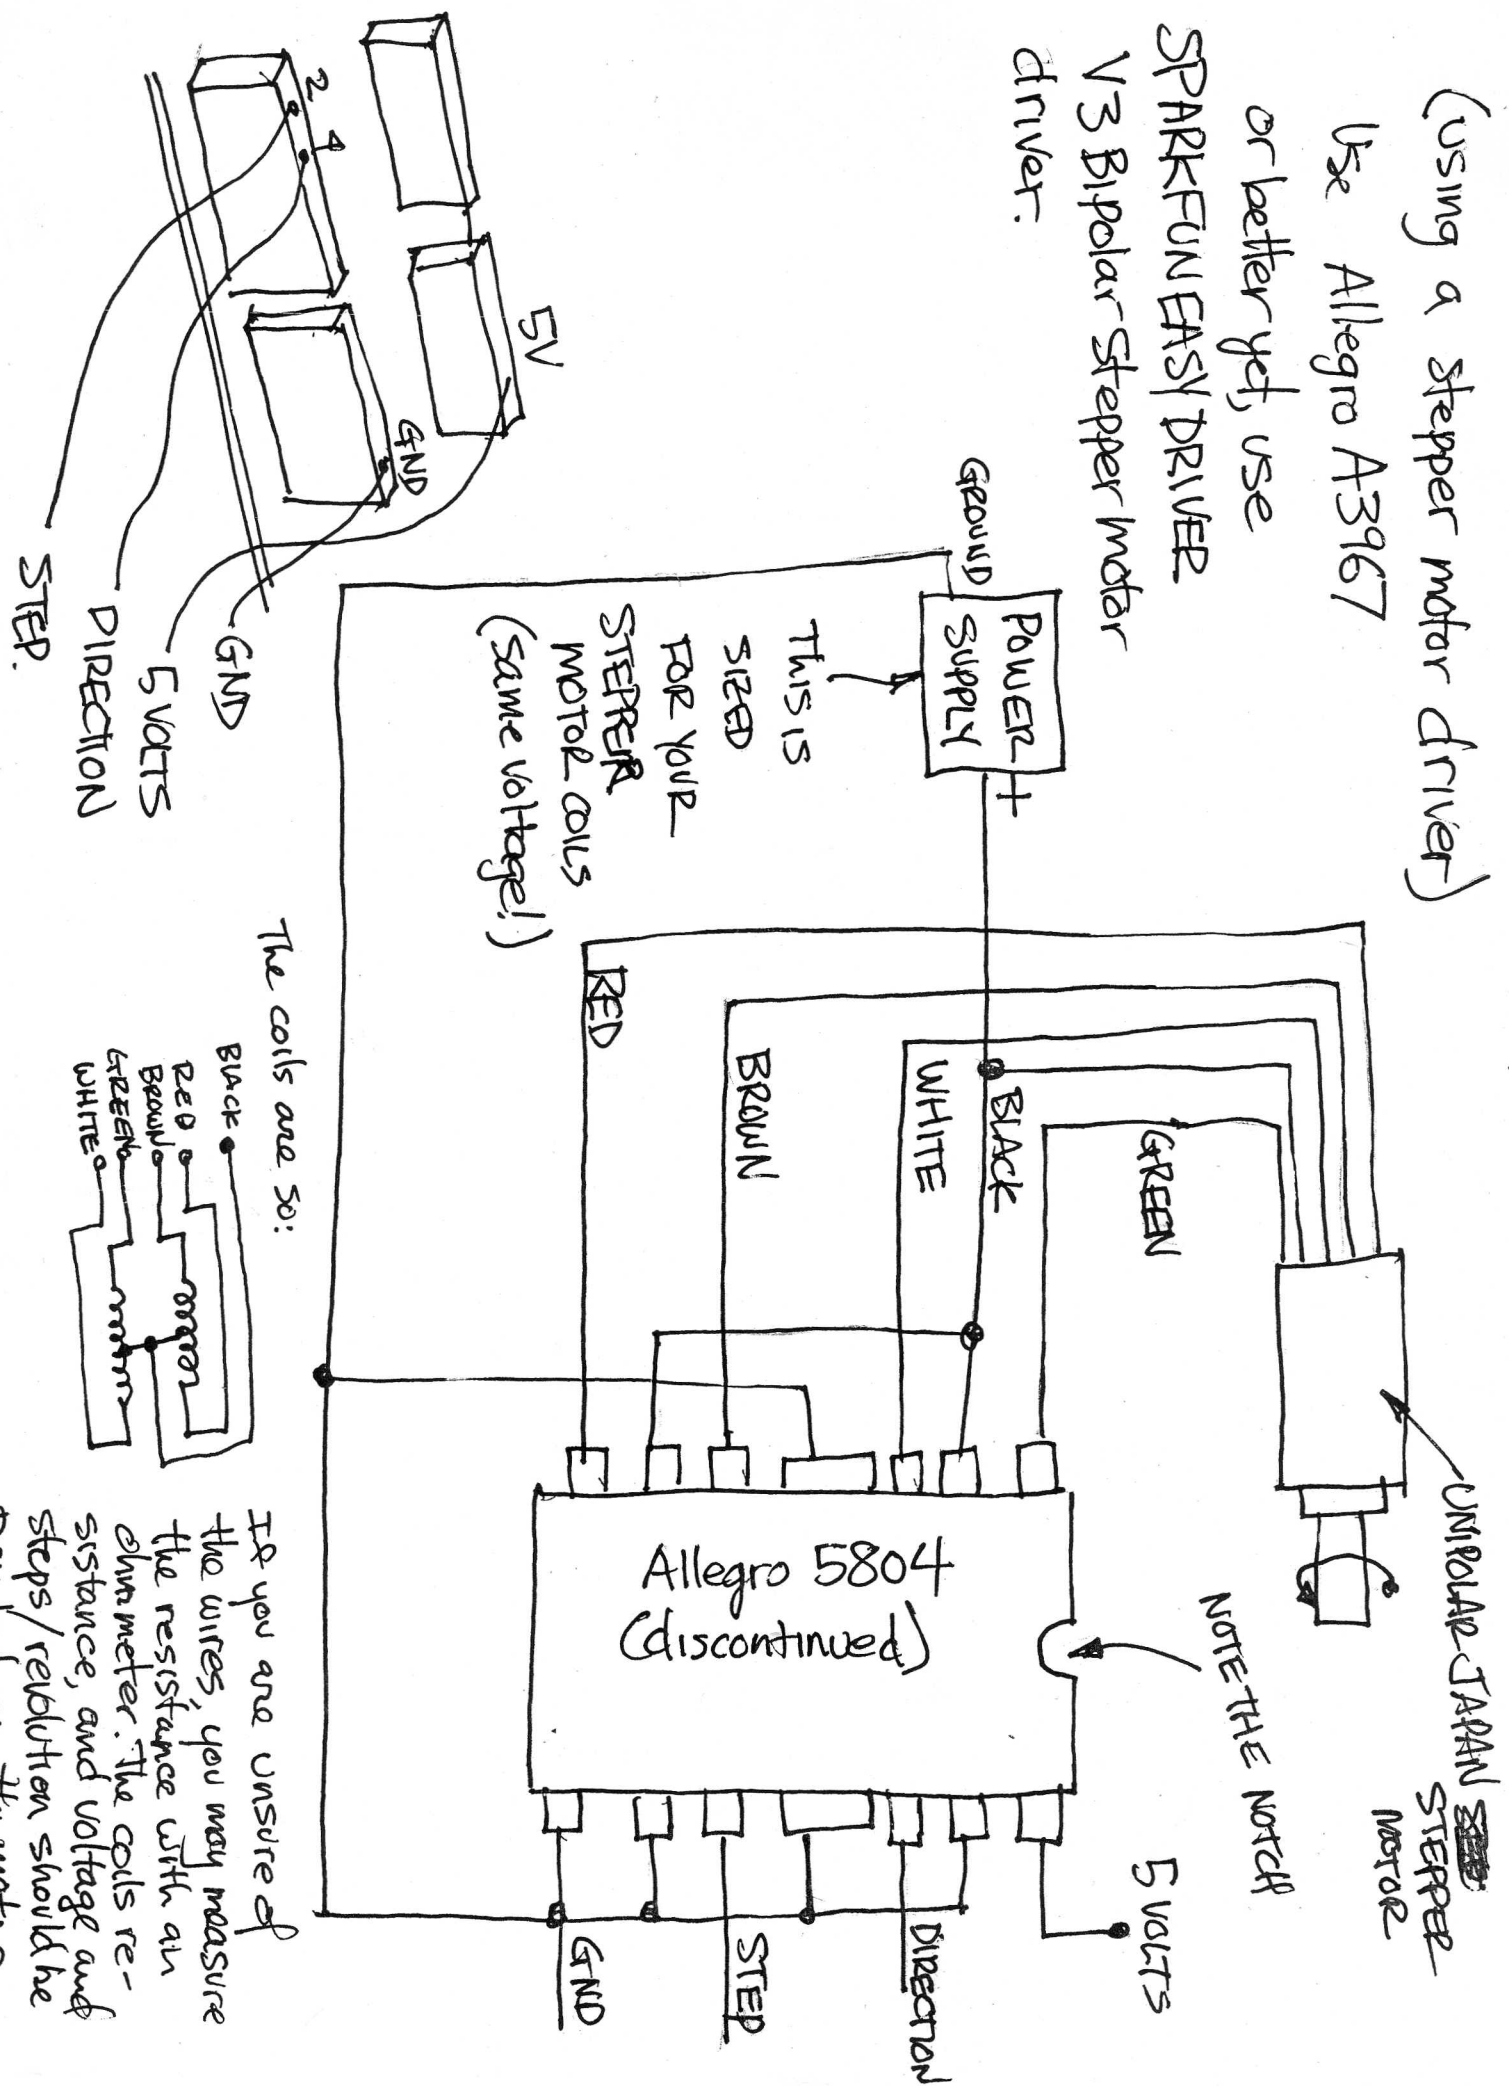 (using a stepper motor driver)
Use Allegro A3967
or better yet, use
SPARKFUN EASYDRIVER
V3 Bipolar Stepper motor
driver.
2
4
5V
GND
STEP.
DIRECTION
5 VOLTS
GND
GROUND
POWER
SUPPLY
+
This is
SIZED
FOR YOUR
STEPPER
MOTOR COILS
(same voltage!)
RED
BROWN
WHITE
BLACK
GREEN
UNIPOLAR-JAPAN
STEPPER
MOTOR
NOTE THE NOTCH
Allegro 5804
(discontinued)
5 VOLTS
DIRECTION
STEP
GND
The coils are so:
BLACK
RED
BROWN
GREEN
WHITE
If you are unsure of
the wires, you may measure
the resistance with an
ohmmeter. The coils re-
sistance, and voltage and
steps/revolution should be